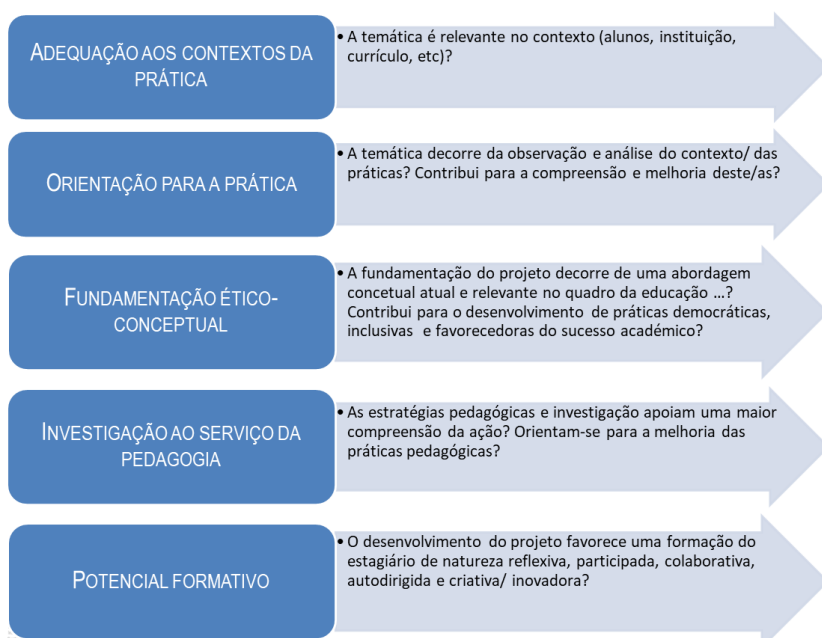 ADEQUAÇÃO AOS CONTEXTOS DA
PRÁTICA
• A temática é relevante no contexto (alunos, instituição,
currículo, etc)?
ORIENTAÇÃO PARA A PRÁTICA
• A temática decorre da observação e análise do contexto/ das
práticas? Contribui para a compreensão e melhoria deste/as?
FUNDAMENTAÇÃO ÉTICO-
CONCEPTUAL
• A fundamentação do projeto decorre de uma abordagem
concetual atual e relevante no quadro da educação ...?
Contribui para o desenvolvimento de práticas democráticas,
inclusivas e favorecedoras do sucesso académico?
INVESTIGAÇÃO AO SERVIÇO DA
PEDAGOGIA
• As estratégias pedagógicas e investigação apoiam uma maior
compreensão da ação? Orientam-se para a melhoria das
práticas pedagógicas?
POTENCIAL FORMATIVO
• O desenvolvimento do projeto favorece uma formação do
estagiário de natureza reflexiva, participada, colaborativa,
autodirigida e criativa/ inovadora?